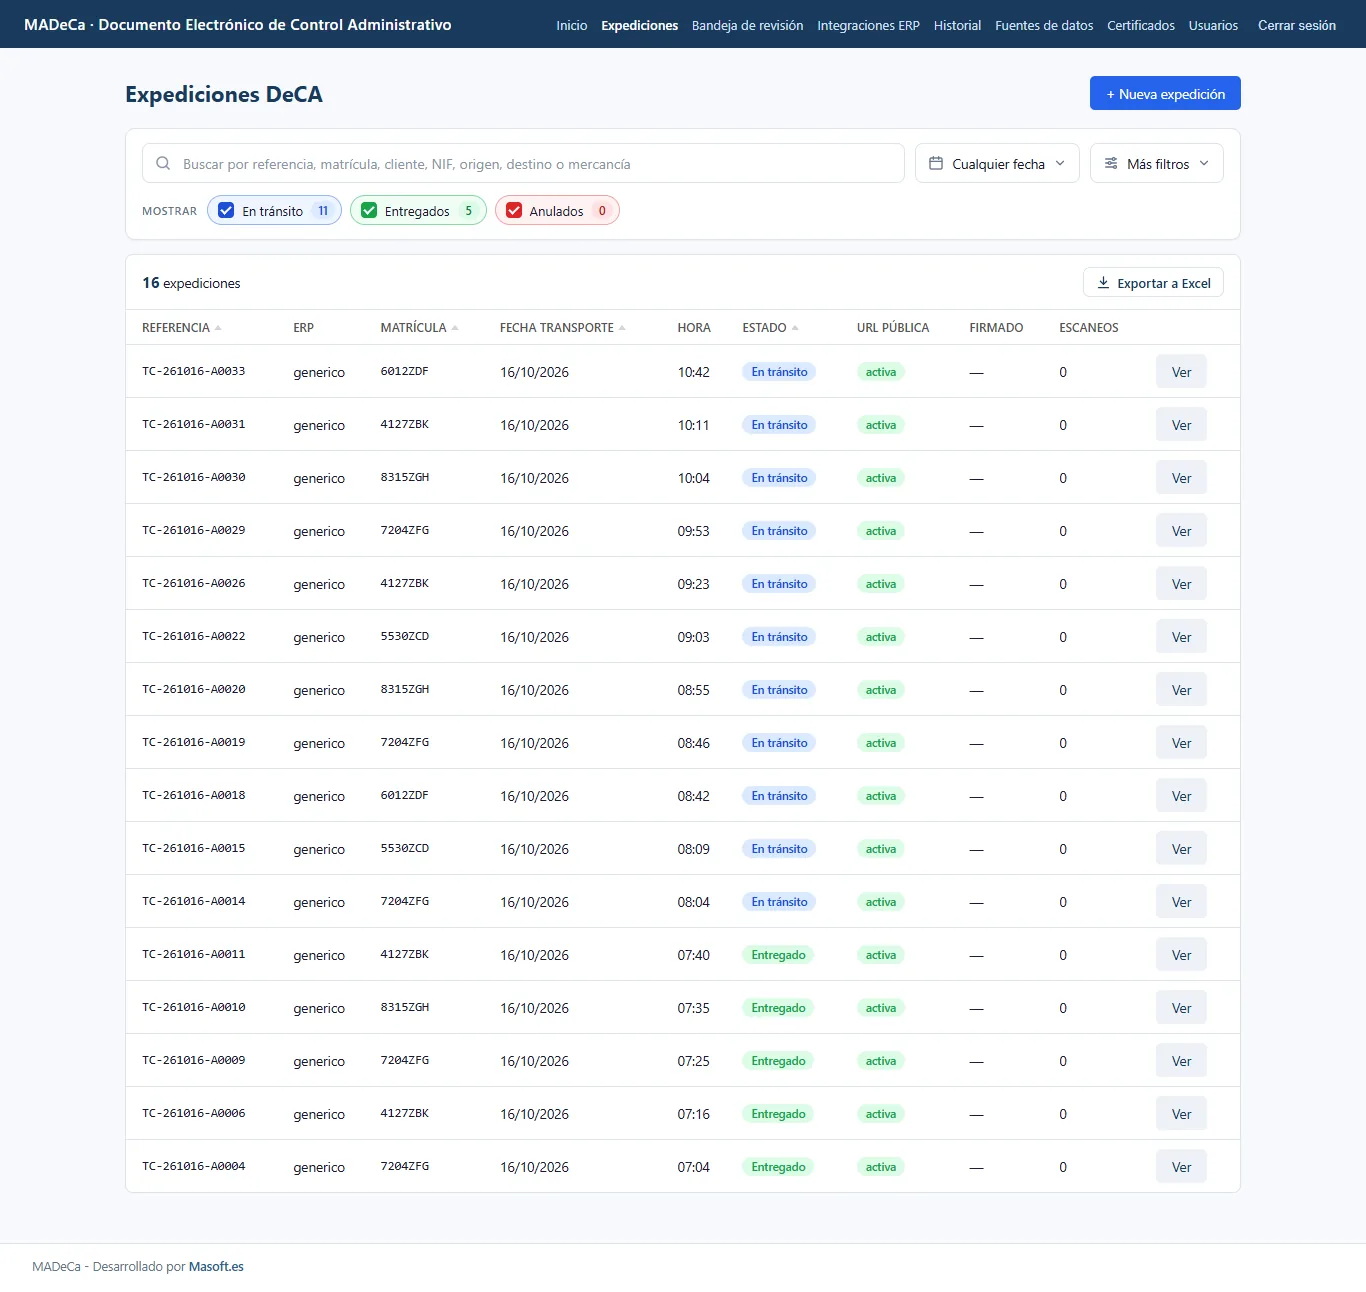 MADeCa · Documento Electrónico de Control Administrativo
Inicio Expediciones Bandeja de revisión Integraciones ERP Historial Fuentes de datos Certificados Usuarios Cerrar sesión
Expediciones DeCA
+ Nueva expedición
Buscar por referencia, matrícula, cliente, NIF, origen, destino o mercancía
Cualquier fecha
Más filtros
MOSTRAR En tránsito 11 Entregados 5 Anulados 0
16 expediciones
Exportar a Excel
REFERENCIA ERP MATRÍCULA FECHA TRANSPORTE HORA ESTADO URL PÚBLICA FIRMADO ESCANEOS
TC-261016-A0033 generico 6012ZDF 16/10/2026 10:42 En tránsito activa — 0 Ver
TC-261016-A0031 generico 4127ZBK 16/10/2026 10:11 En tránsito activa — 0 Ver
TC-261016-A0030 generico 8315ZGH 16/10/2026 10:04 En tránsito activa — 0 Ver
TC-261016-A0029 generico 7204ZFG 16/10/2026 09:53 En tránsito activa — 0 Ver
TC-261016-A0026 generico 4127ZBK 16/10/2026 09:23 En tránsito activa — 0 Ver
TC-261016-A0022 generico 5530ZCD 16/10/2026 09:03 En tránsito activa — 0 Ver
TC-261016-A0020 generico 8315ZGH 16/10/2026 08:55 En tránsito activa — 0 Ver
TC-261016-A0019 generico 7204ZFG 16/10/2026 08:46 En tránsito activa — 0 Ver
TC-261016-A0018 generico 6012ZDF 16/10/2026 08:42 En tránsito activa — 0 Ver
TC-261016-A0015 generico 5530ZCD 16/10/2026 08:09 En tránsito activa — 0 Ver
TC-261016-A0014 generico 7204ZFG 16/10/2026 08:04 En tránsito activa — 0 Ver
TC-261016-A0011 generico 4127ZBK 16/10/2026 07:40 Entregado activa — 0 Ver
TC-261016-A0010 generico 8315ZGH 16/10/2026 07:35 Entregado activa — 0 Ver
TC-261016-A0009 generico 7204ZFG 16/10/2026 07:25 Entregado activa — 0 Ver
TC-261016-A0006 generico 4127ZBK 16/10/2026 07:16 Entregado activa — 0 Ver
TC-261016-A0004 generico 7204ZFG 16/10/2026 07:04 Entregado activa — 0 Ver
MADeCa - Desarrollado por Masoft.es